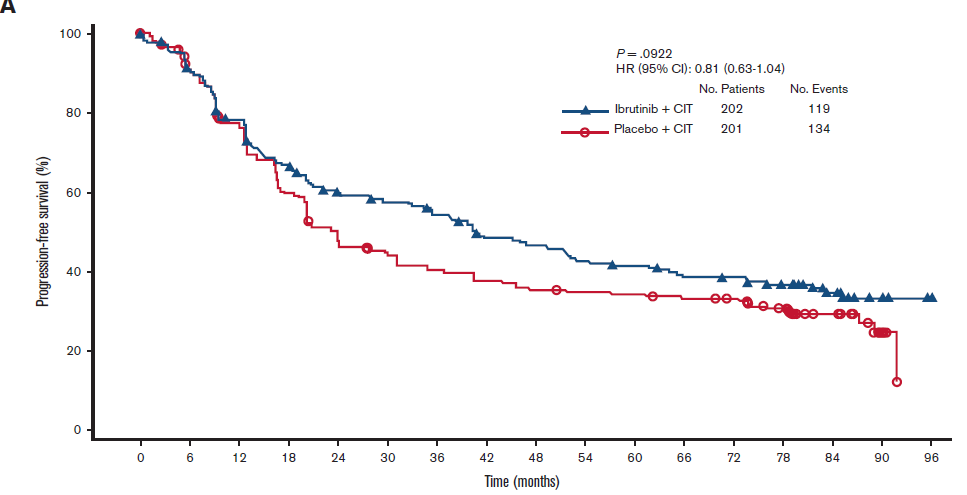 A
P = .0922
HR (95% CI): 0.81 (0.63-1.04)
No. Patients No. Events
Ibrutinib + CIT 202 119
Placebo + CIT 201 134
Progression-free survival (%)
100
80
60
40
20
0
0 6 12 18 24 30 36 42 48 54 60 66 72 78 84 90 96
Time (months)